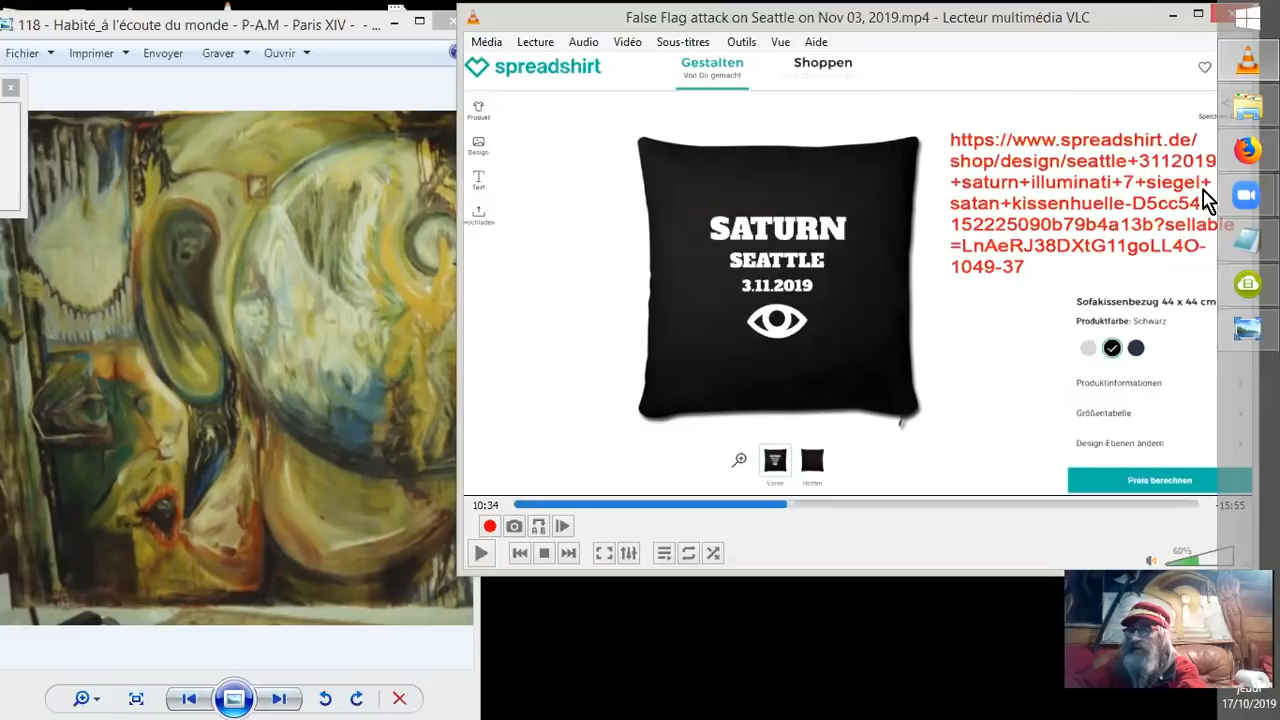 118 - Habité_à l'écoute du monde - P-A.M - Paris XIV - ...
Fichier Imprimer Envoyer Graver Ouvrir
x
False Flag attack on Seattle on Nov 03, 2019.mp4 - Lecteur multimédia VLC
Média Lecture Audio Vidéo Sous-titres Outils Vue Aide
spreadshirt
Gestalten
Von Dir gemacht
Shoppen
Produkt
Design
Text
Hochladen
SATURN
SEATTLE
3.11.2019
https://www.spreadshirt.de/
shop/design/seattle+3112019
+saturn+illuminati+7+siegel+
satan+kissenhuelle-D5cc54
152225090b79b4a13b?sellable
=LnAeRJ38DXtG11goLL4O-
1049-37
Sofakissenbezug 44 x 44 cm
Produktfarbe: Schwarz
Produktinformationen
Größentabelle
Design-Ebenen ändern
Preis berechnen
Vorne Hinten
10:34
-15:55
60%
jeudi
17/10/2019